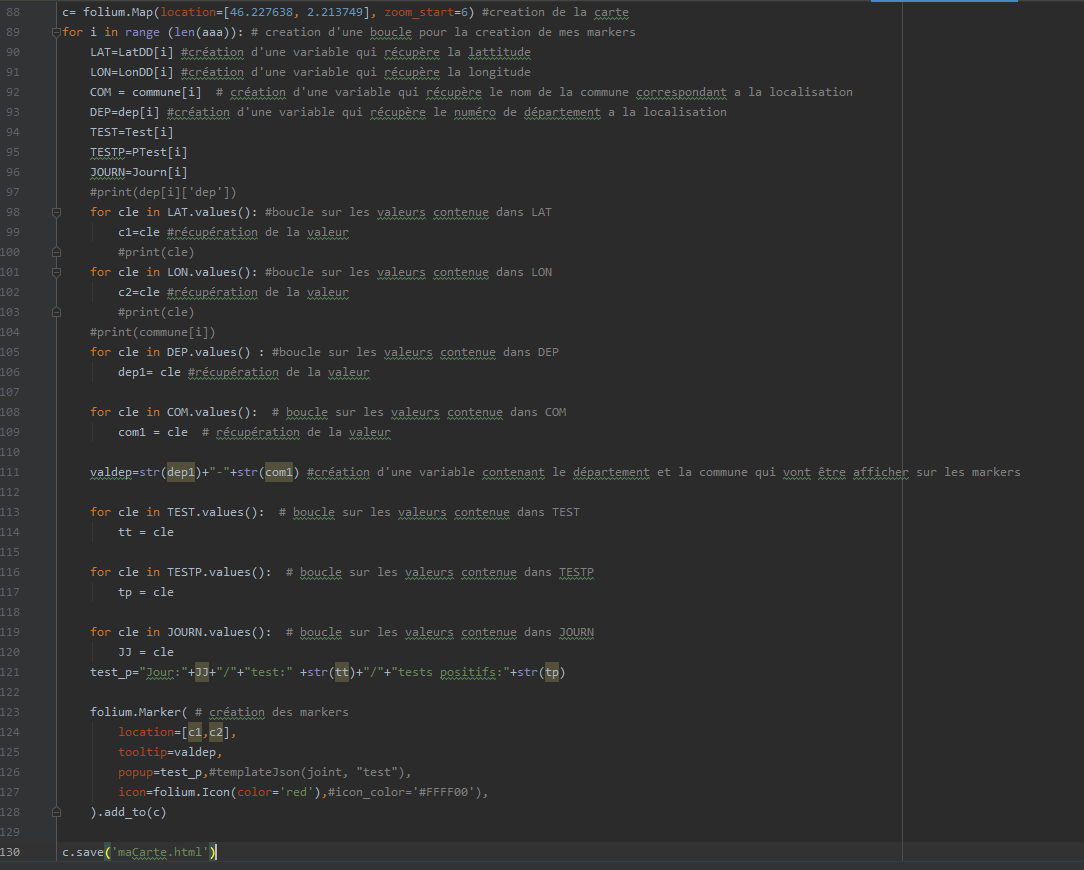 88 c= folium.Map(location=[46.227638, 2.213749], zoom_start=6) #creation de la carte
89 for i in range (len(aaa)): # creation d'une boucle pour la creation de mes markers
90 LAT=LatDD[i] #création d'une variable qui récupère la lattitude
91 LON=LonDD[i] #création d'une variable qui récupère la longitude
92 COM = commune[i]  # création d'une variable qui récupère le nom de la commune correspondant a la localisation
93 DEP=dep[i] #création d'une variable qui récupère le numéro de département a la localisation
94 TEST=Test[i]
95 TESTP=PTest[i]
96 JOURN=Journ[i]
97 #print(dep[i]['dep'])
98 for cle in LAT.values(): #boucle sur les valeurs contenue dans LAT
99 c1=cle #récupération de la valeur
100 #print(cle)
101 for cle in LON.values(): #boucle sur les valeurs contenue dans LON
102 c2=cle #récupération de la valeur
103 #print(cle)
104 #print(commune[i])
105 for cle in DEP.values() : #boucle sur les valeurs contenue dans DEP
106 dep1= cle #récupération de la valeur
107
108 for cle in COM.values():  # boucle sur les valeurs contenue dans COM
109 com1 = cle  # récupération de la valeur
110
111 valdep=str(dep1)+"-"+str(com1) #création d'une variable contenant le département et la commune qui vont être afficher sur les markers
112
113 for cle in TEST.values():  # boucle sur les valeurs contenue dans TEST
114 tt = cle
115
116 for cle in TESTP.values():  # boucle sur les valeurs contenue dans TESTP
117 tp = cle
118
119 for cle in JOURN.values():  # boucle sur les valeurs contenue dans JOURN
120 JJ = cle
121 test_p="Jour:"+JJ+"/"+"test:" +str(tt)+"/"+"tests positifs:"+str(tp)
122
123 folium.Marker( # création des markers
124 location=[c1,c2],
125 tooltip=valdep,
126 popup=test_p,#templateJson(joint, "test"),
127 icon=folium.Icon(color='red'),#icon_color='#FFFF00'),
128 ).add_to(c)
129
130 c.save('maCarte.html')